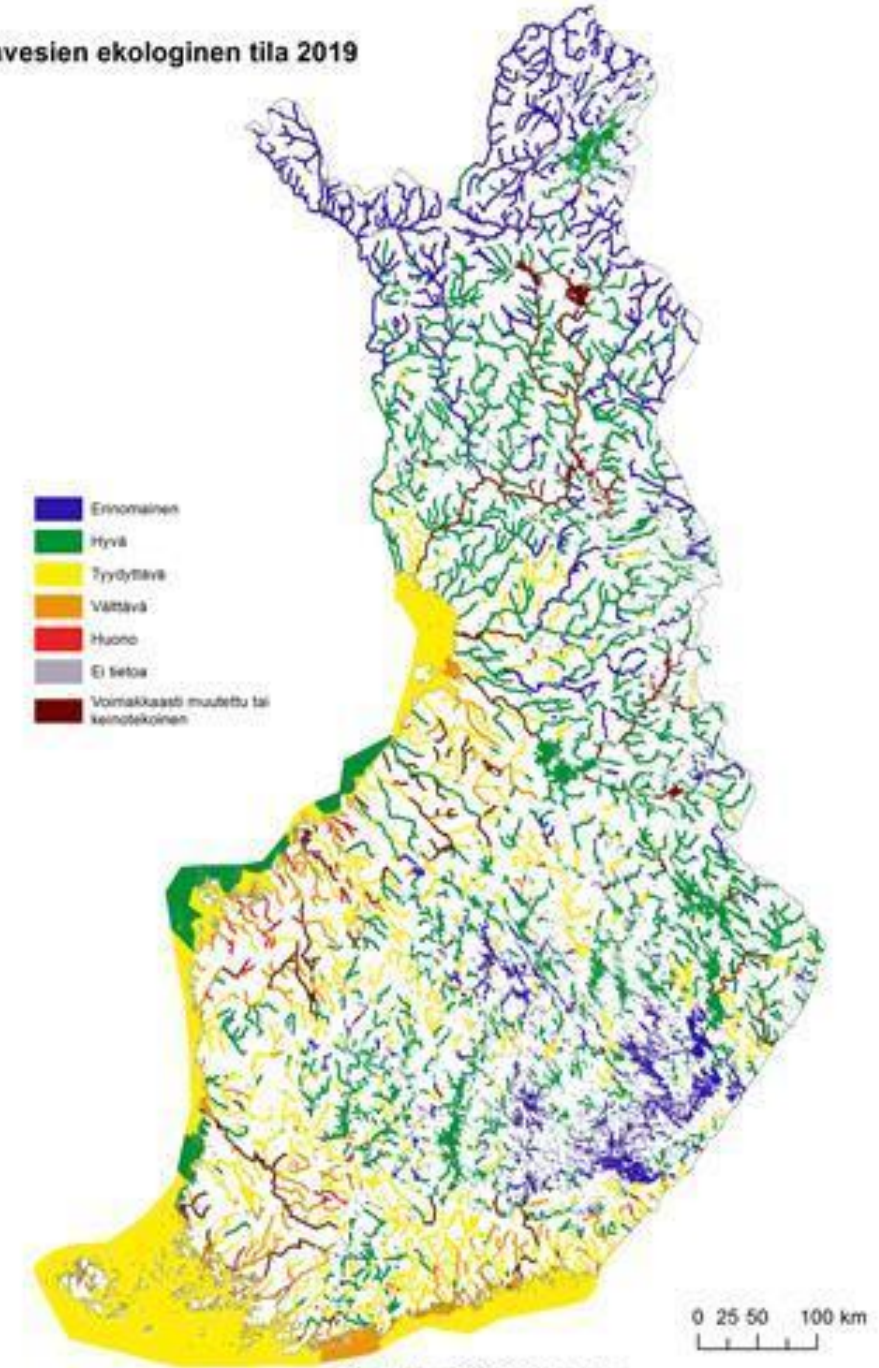 vesien ekologinen tila 2019
Erinomainen
Hyvä
Tyydyttävä
Välttävä
Huono
Ei tietoa
Voimakkaasti muutettu tai
keinotekoinen
0 25 50 100 km